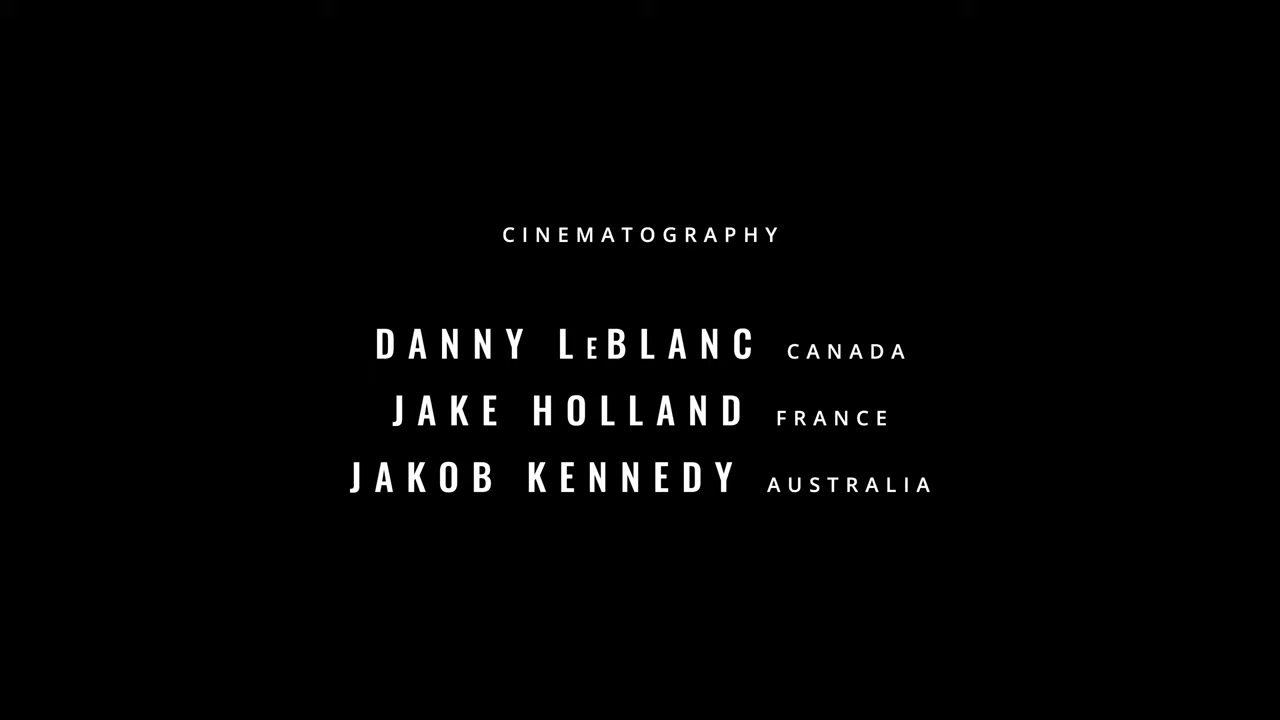 CINEMATOGRAPHY
DANNY LeBLANC CANADA
JAKE HOLLAND FRANCE
JAKOB KENNEDY AUSTRALIA